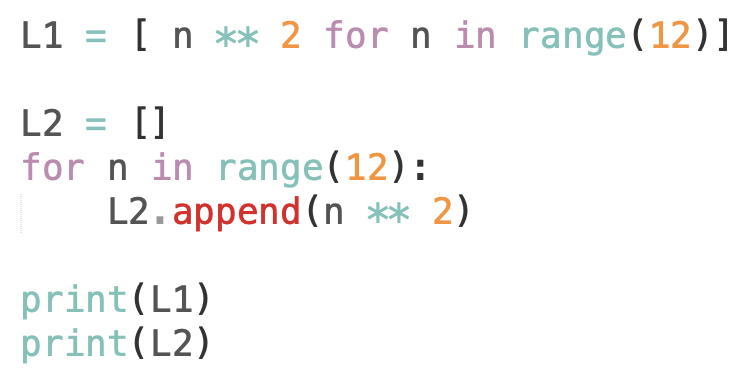 L1 = [ n ** 2 for n in range(12)]
L2 = []
for n in range(12):
    L2.append(n ** 2)
print(L1)
print(L2)